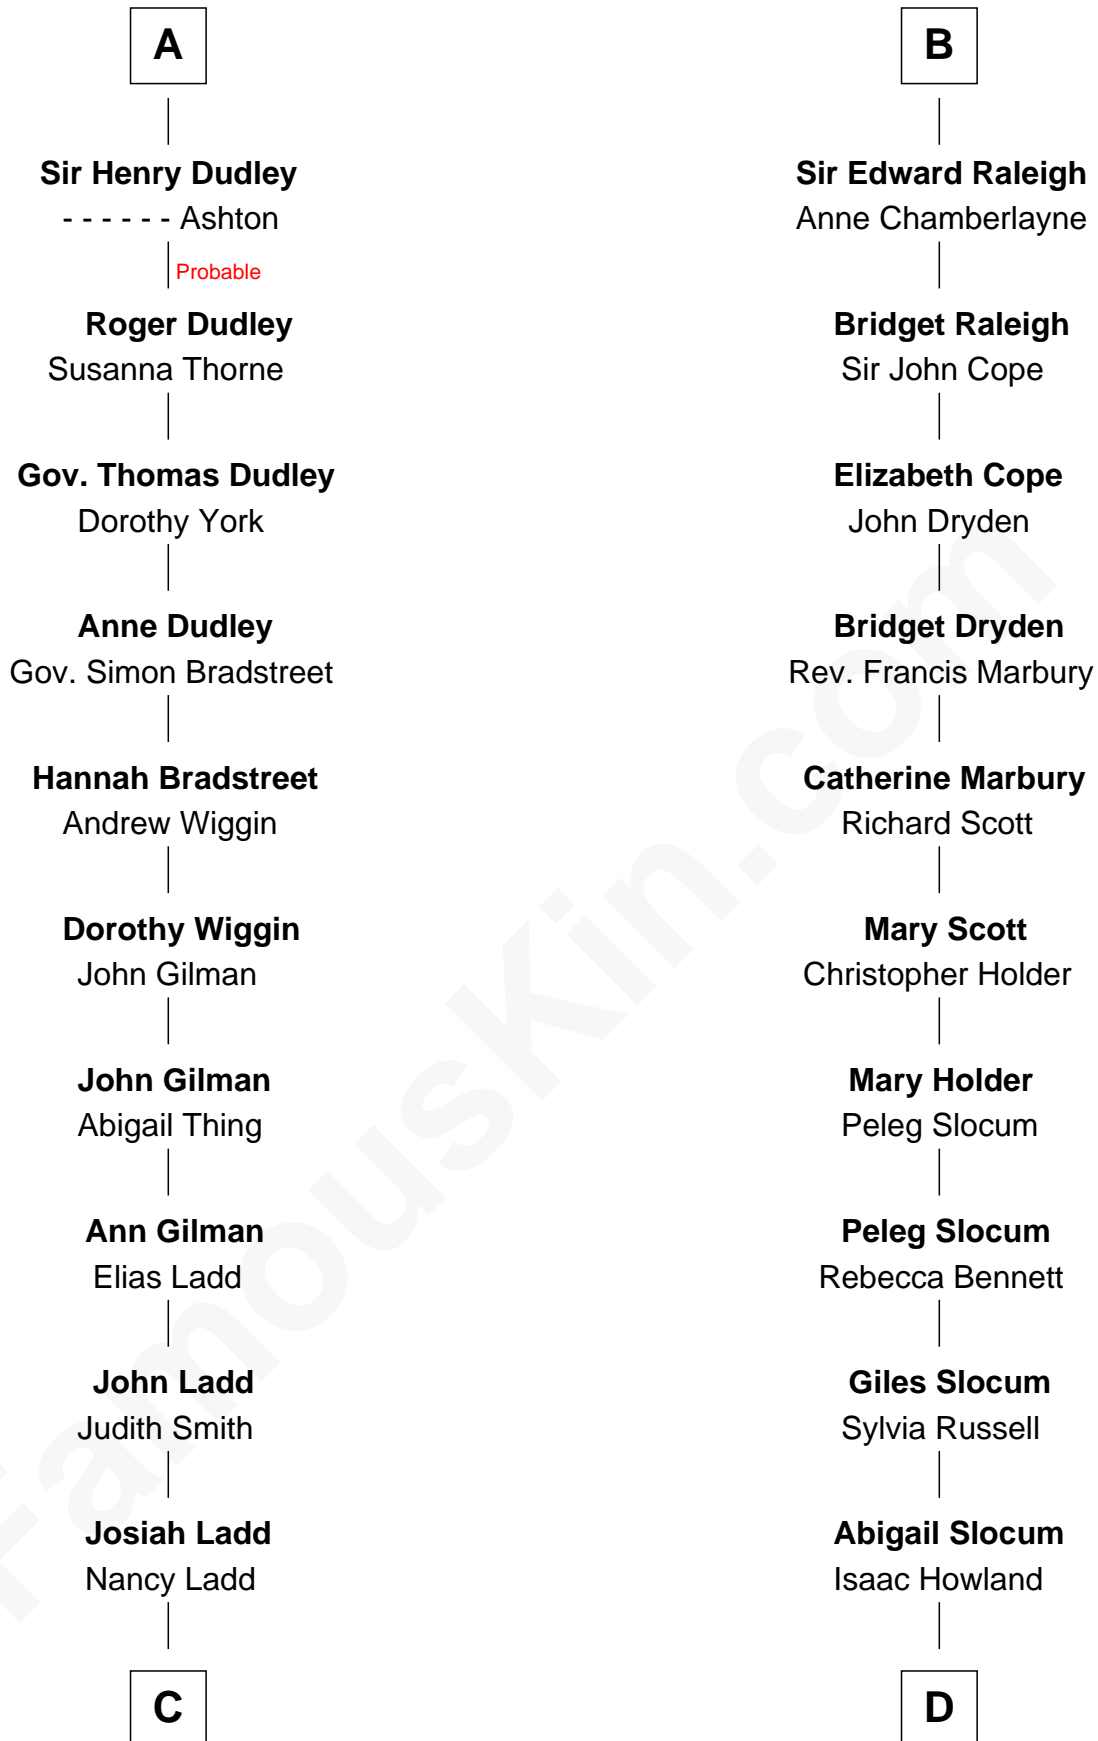 A
Sir Henry Dudley
- - - - - - Ashton
Probable
Roger Dudley
Susanna Thorne
Gov. Thomas Dudley
Dorothy York
Anne Dudley
Gov. Simon Bradstreet
Hannah Bradstreet
Andrew Wiggin
Dorothy Wiggin
John Gilman
John Gilman
Abigail Thing
Ann Gilman
Elias Ladd
John Ladd
Judith Smith
Josiah Ladd
Nancy Ladd
C
B
Sir Edward Raleigh
Anne Chamberlayne
Bridget Raleigh
Sir John Cope
Elizabeth Cope
John Dryden
Bridget Dryden
Rev. Francis Marbury
Catherine Marbury
Richard Scott
Mary Scott
Christopher Holder
Mary Holder
Peleg Slocum
Peleg Slocum
Rebecca Bennett
Giles Slocum
Sylvia Russell
Abigail Slocum
Isaac Howland
D
FamousKin.com